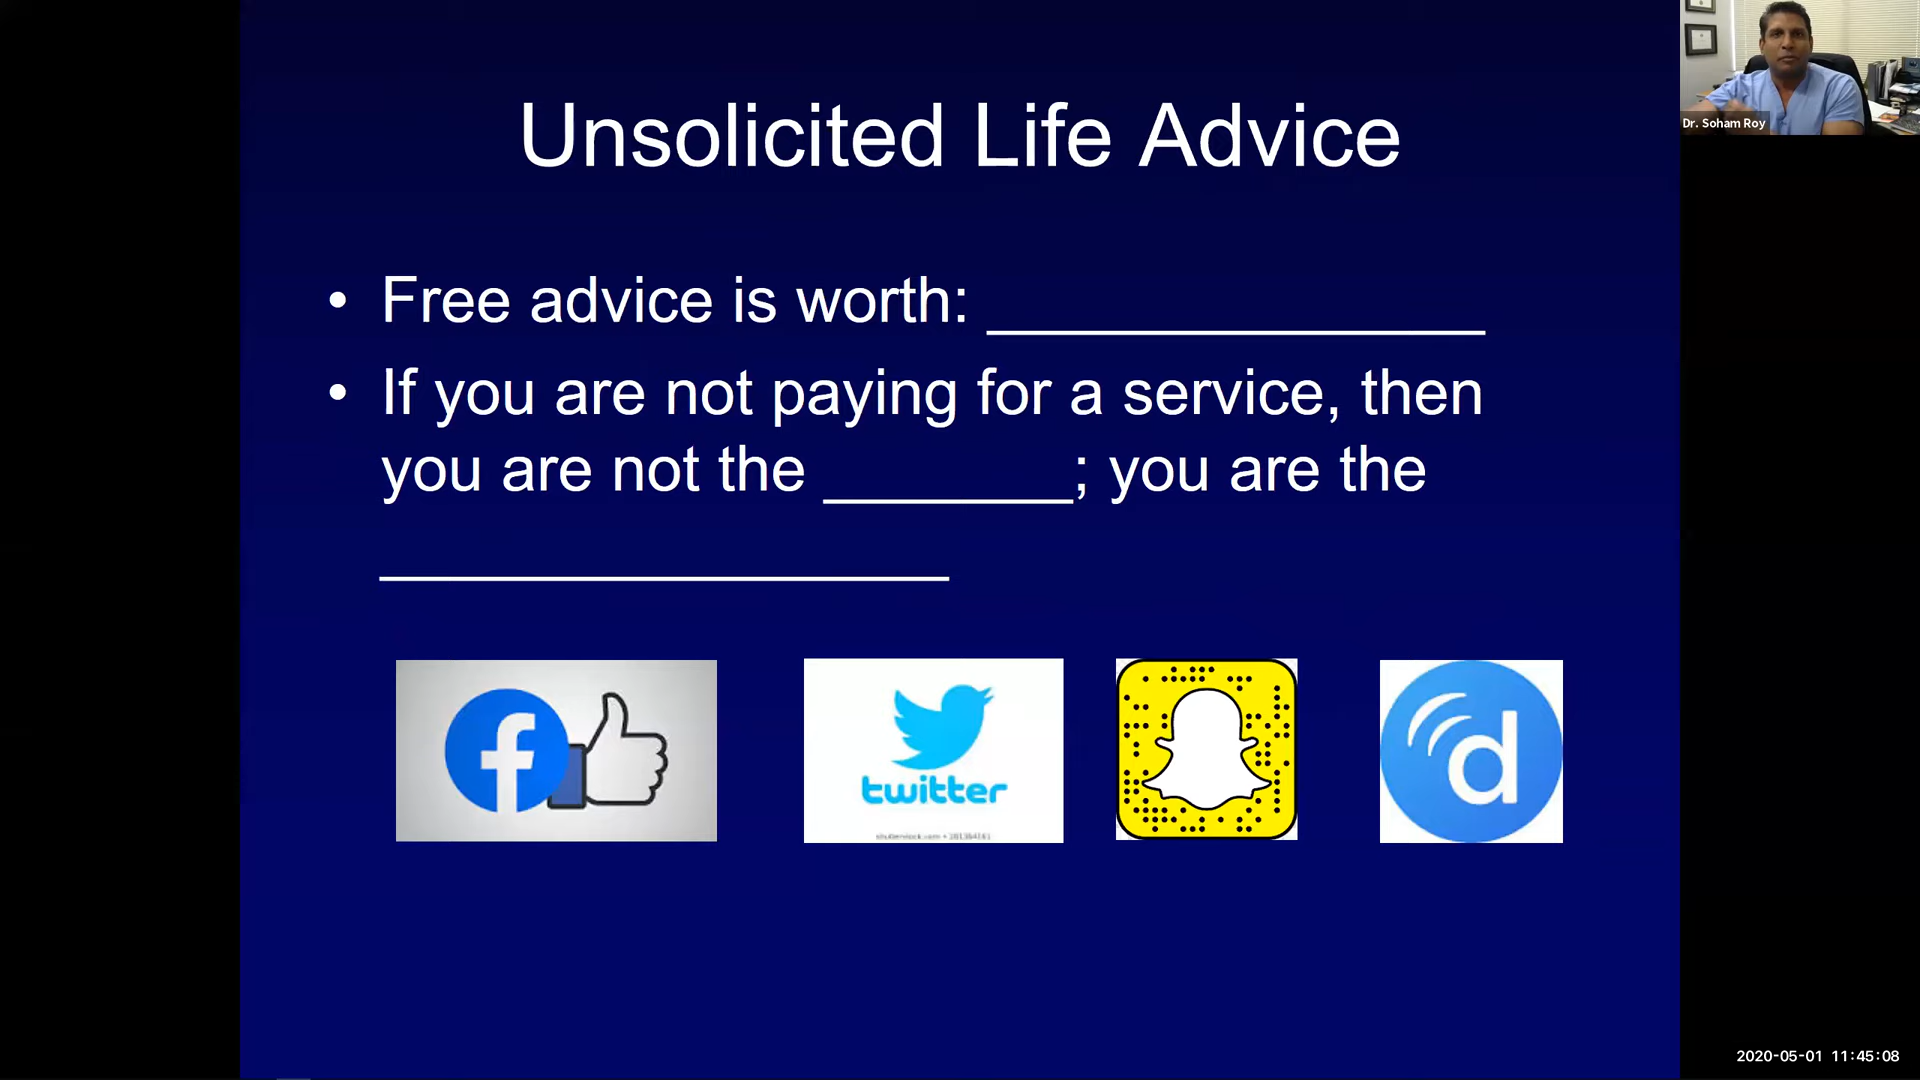 Unsolicited Life Advice
• Free advice is worth: _______________
• If you are not paying for a service, then
you are not the ________; you are the
__________________
f
twitter
d
Dr. Soham Roy
2020-05-01 11:45:08